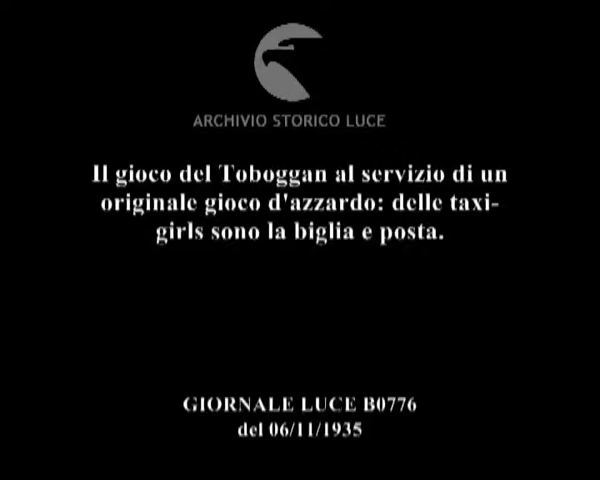 ARCHIVIO STORICO LUCE
Il gioco del Toboggan al servizio di un
originale gioco d'azzardo: delle taxi-
girls sono la biglia e posta.
GIORNALE LUCE B0776
del 06/11/1935